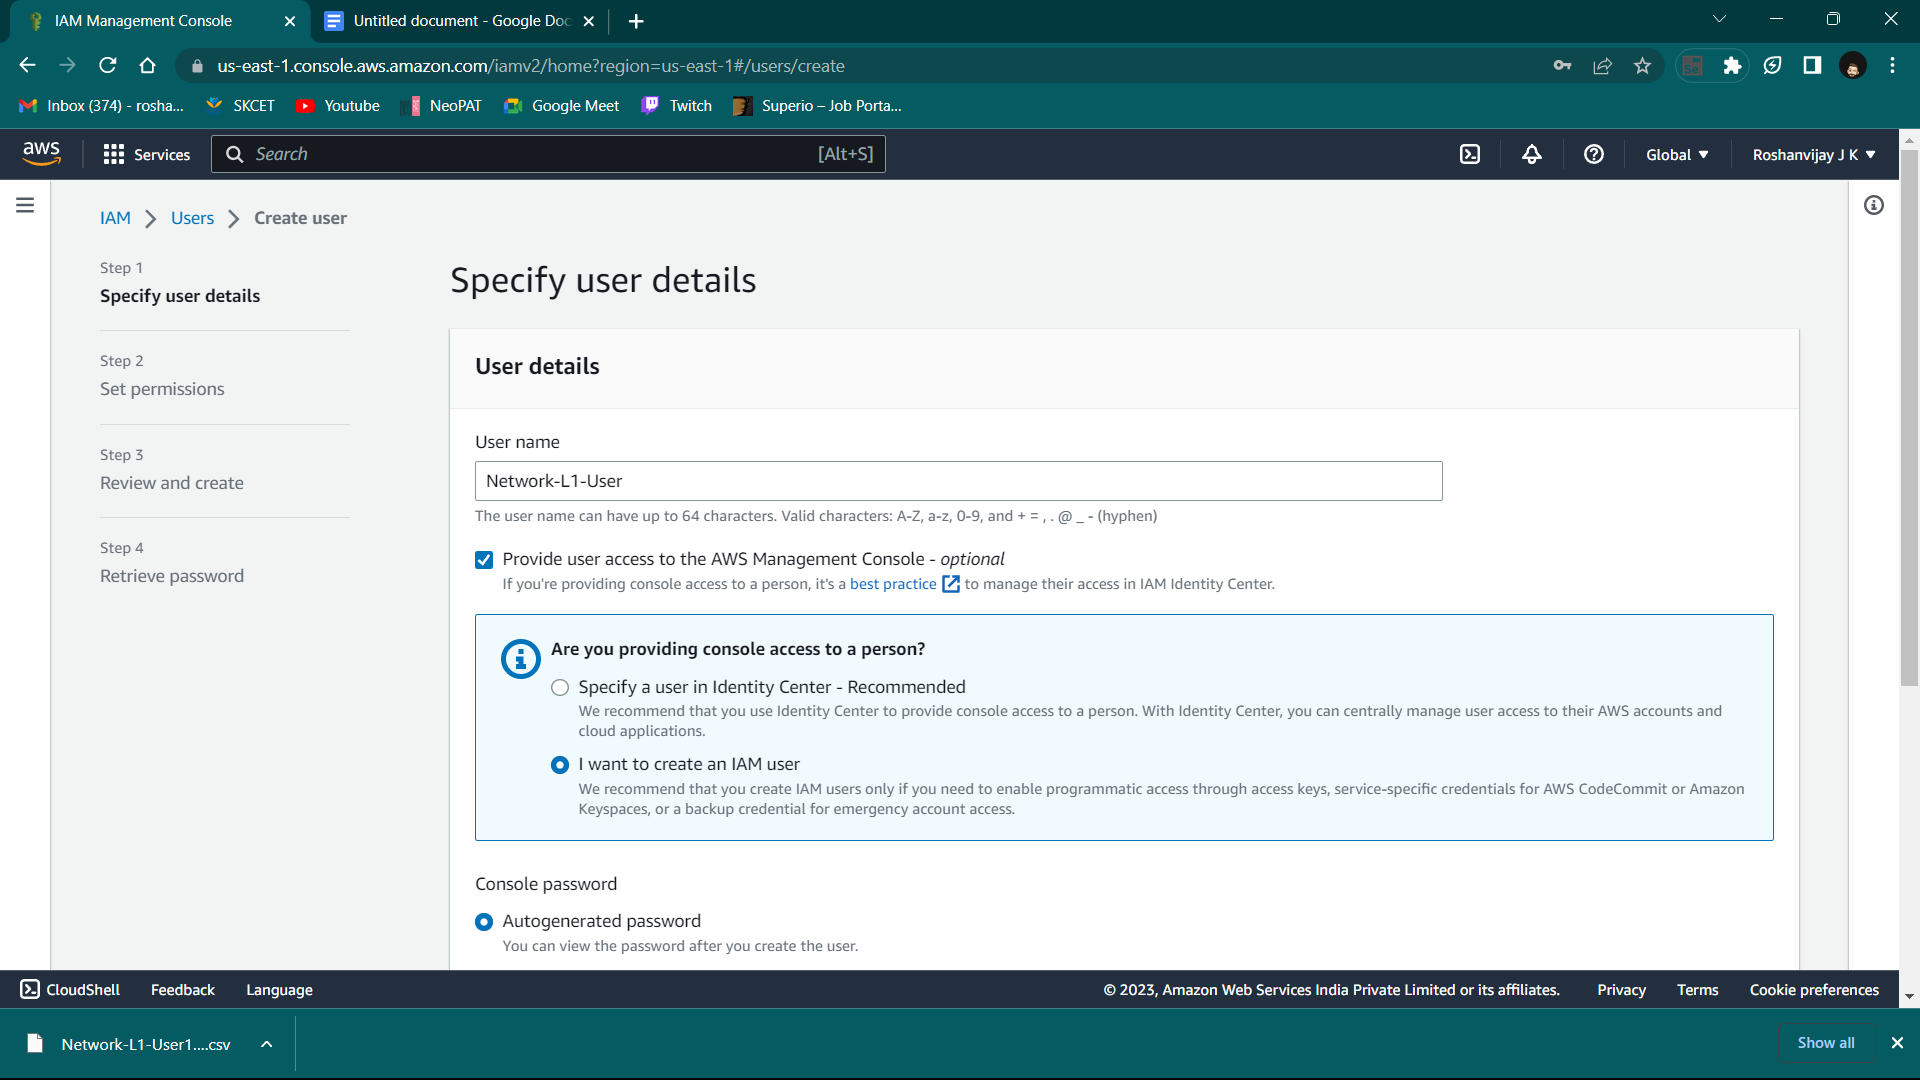 IAM Management Console
Untitled document - Google Doc
us-east-1.console.aws.amazon.com/iamv2/home?region=us-east-1#/users/create
Inbox (374) - rosha...
SKCET
Youtube
NeoPAT
Google Meet
Twitch
Superio – Job Porta...
aws
Services
Search
[Alt+S]
Global
Roshanvijay J K
IAM
Users
Create user
Step 1
Specify user details
Step 2
Set permissions
Step 3
Review and create
Step 4
Retrieve password
Specify user details
User details
User name
Network-L1-User
The user name can have up to 64 characters. Valid characters: A-Z, a-z, 0-9, and + = , . @ _ - (hyphen)
Provide user access to the AWS Management Console - optional
If you're providing console access to a person, it's a best practice to manage their access in IAM Identity Center.
Are you providing console access to a person?
Specify a user in Identity Center - Recommended
We recommend that you use Identity Center to provide console access to a person. With Identity Center, you can centrally manage user access to their AWS accounts and
cloud applications.
I want to create an IAM user
We recommend that you create IAM users only if you need to enable programmatic access through access keys, service-specific credentials for AWS CodeCommit or Amazon
Keyspaces, or a backup credential for emergency account access.
Console password
Autogenerated password
You can view the password after you create the user.
CloudShell
Feedback
Language
© 2023, Amazon Web Services India Private Limited or its affiliates.
Privacy
Terms
Cookie preferences
Network-L1-User1....csv
Show all